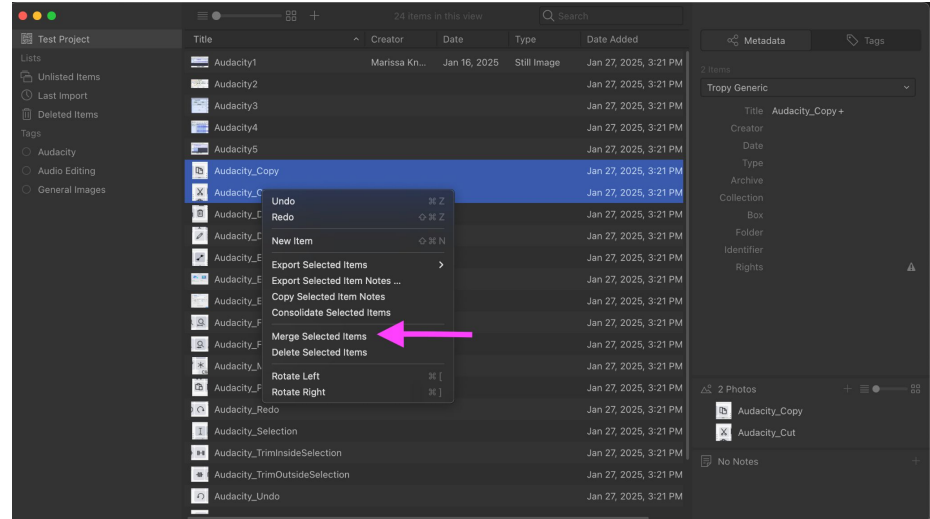 24 items in this view
Search
Test Project
Lists
Unlisted Items
Last Import
Deleted Items
Tags
Audacity
Audio Editing
General Images
Title Creator Date Type Date Added
Audacity1 Marissa Kn... Jan 16, 2025 Still Image Jan 27, 2025, 3:21 PM
Audacity2 Jan 27, 2025, 3:21 PM
Audacity3 Jan 27, 2025, 3:21 PM
Audacity4 Jan 27, 2025, 3:21 PM
Audacity5 Jan 27, 2025, 3:21 PM
Audacity_Copy Jan 27, 2025, 3:21 PM
Audacity_C Jan 27, 2025, 3:21 PM
Audacity_D Jan 27, 2025, 3:21 PM
Audacity_C Jan 27, 2025, 3:21 PM
Audacity_E Jan 27, 2025, 3:21 PM
Audacity_E Jan 27, 2025, 3:21 PM
Audacity_E Jan 27, 2025, 3:21 PM
Audacity_F Jan 27, 2025, 3:21 PM
Audacity_F Jan 27, 2025, 3:21 PM
Audacity_M Jan 27, 2025, 3:21 PM
Audacity_P Jan 27, 2025, 3:21 PM
Audacity_Redo Jan 27, 2025, 3:21 PM
Audacity_Selection Jan 27, 2025, 3:21 PM
Audacity_TrimInsideSelection Jan 27, 2025, 3:21 PM
Audacity_TrimOutsideSelection Jan 27, 2025, 3:21 PM
Audacity_Undo Jan 27, 2025, 3:21 PM
Undo ⌘ Z
Redo ⇧ ⌘ Z
New Item ⇧ ⌘ N
Export Selected Items
Export Selected Item Notes ...
Copy Selected Item Notes
Consolidate Selected Items
Merge Selected Items
Delete Selected Items
Rotate Left ⌘ [
Rotate Right ⌘ ]
Metadata Tags
2 Items
Tropy Generic
Title Audacity_Copy+
Creator
Date
Type
Archive
Collection
Box
Folder
Identifier
Rights
2 Photos
Audacity_Copy
Audacity_Cut
No Notes